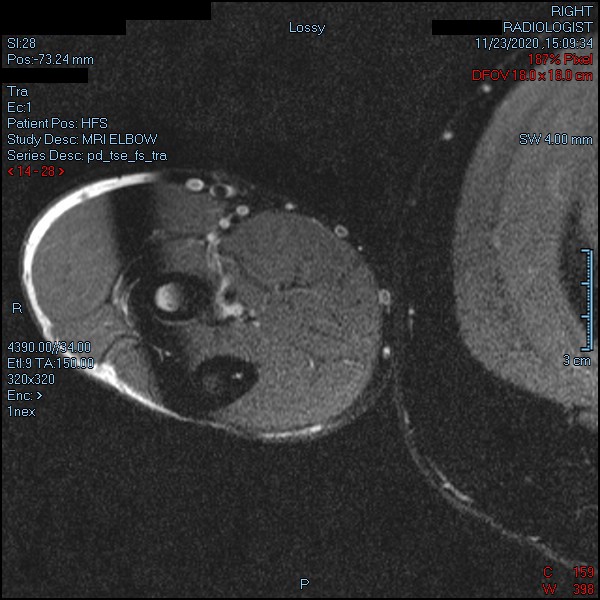 RIGHT
Lossy
RADIOLOGIST
SI:28
11/23/2020 ,15:09:34
Pos:-73.24 mm
187% Pixel
DFOV 18.0 x 18.0 cm
Tra
Ec:1
Patient Pos: HFS
Study Desc: MRI ELBOW
SW 4.00 mm
Series Desc: pd_tse_fs_tra
< 14 - 28 >
R
4390.00//34.00
Etl:9 TA:150.00
3 cm
320x320
Enc: >
1nex
P
C 159
W 398